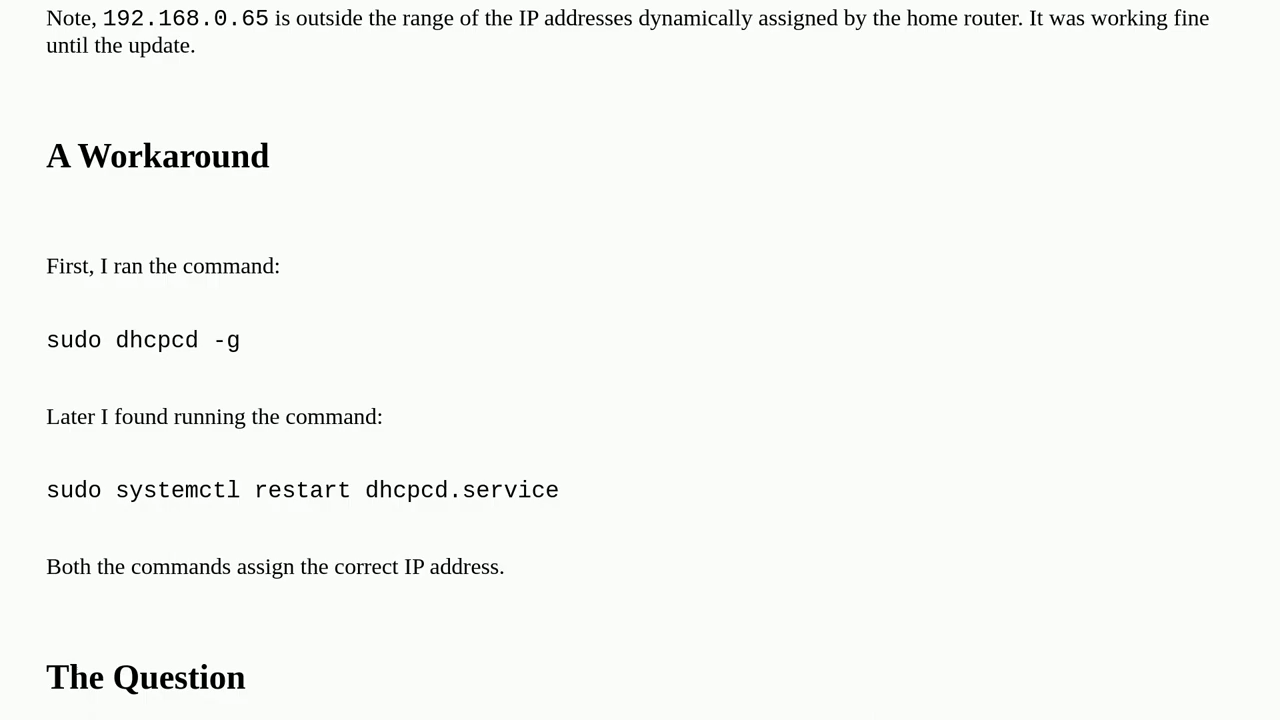 Note, 192.168.0.65 is outside the range of the IP addresses dynamically assigned by the home router. It was working fine
until the update.
A Workaround
First, I ran the command:
sudo dhcpcd -g
Later I found running the command:
sudo systemctl restart dhcpcd.service
Both the commands assign the correct IP address.
The Question